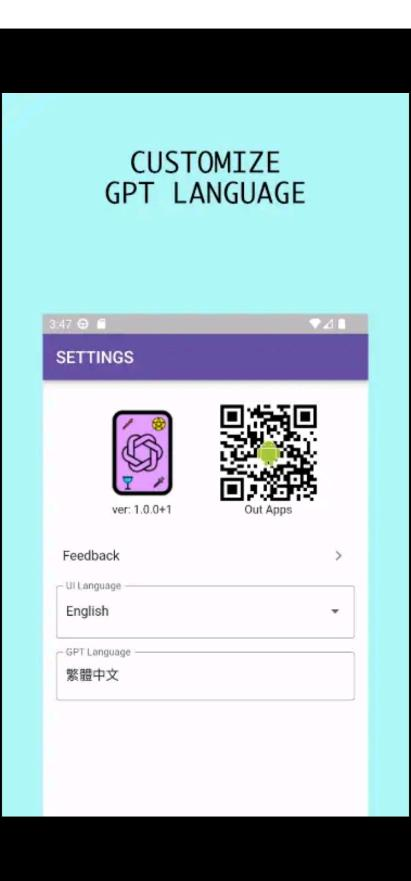 CUSTOMIZE
GPT LANGUAGE
3:47
SETTINGS
ver: 1.0.0+1
Out Apps
Feedback
UI Language
English
GPT Language
繁體中文